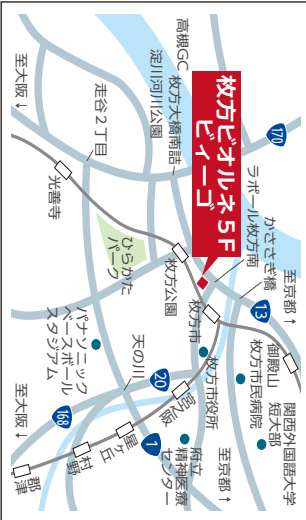 高槻GC
枚方大橋南詰
淀川河川公園
至大阪↓
走谷2丁目
光善寺
170
枚方ビオルネ5F
ビィーゴ
ラポール枚方南
かささぎ橋
至京都↑
13
御殿山
関西外国語大学
短大部
枚方市民病院
枚方市
枚方市役所
枚方公園
ひらかた
パーク
天の川
20
宮之阪
パナソニック
ベースボール
スタジアム
至大阪↓
168
星ヶ丘
村野
郡津
1
府立
精神医療
センター
至京都↑